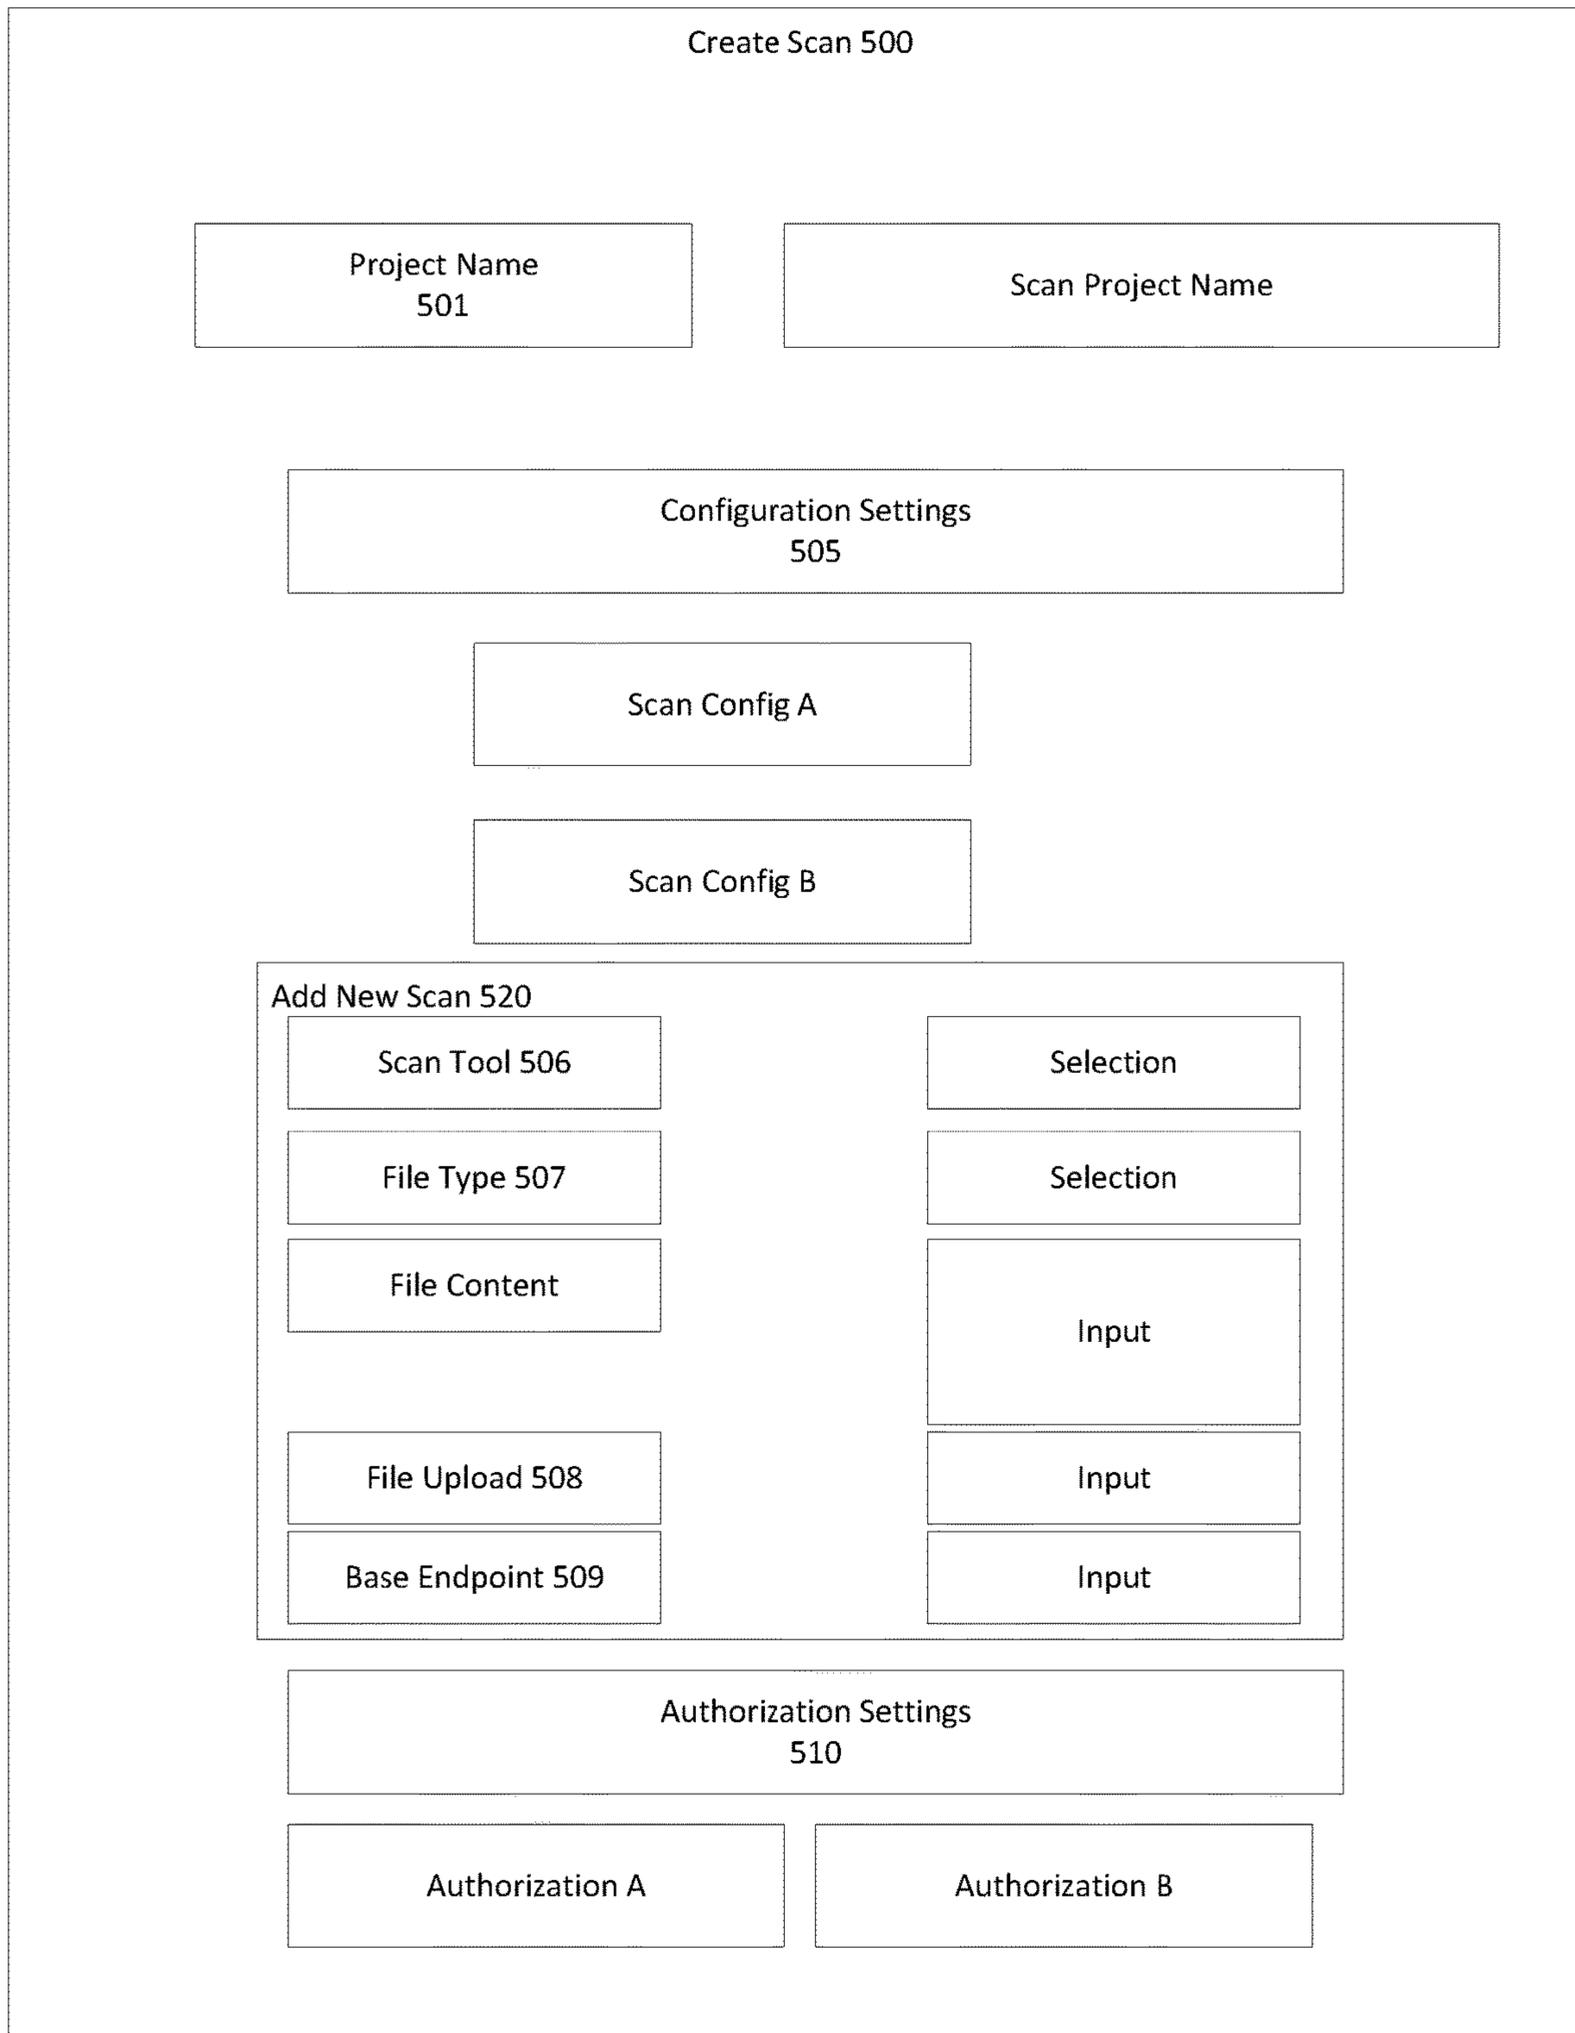 Create Scan 500
Project Name
501
Scan Project Name
Configuration Settings
505
Scan Config A
Scan Config B
Add New Scan 520
Scan Tool 506
Selection
File Type 507
Selection
File Content
Input
File Upload 508
Input
Base Endpoint 509
Input
Authorization Settings
510
Authorization A
Authorization B